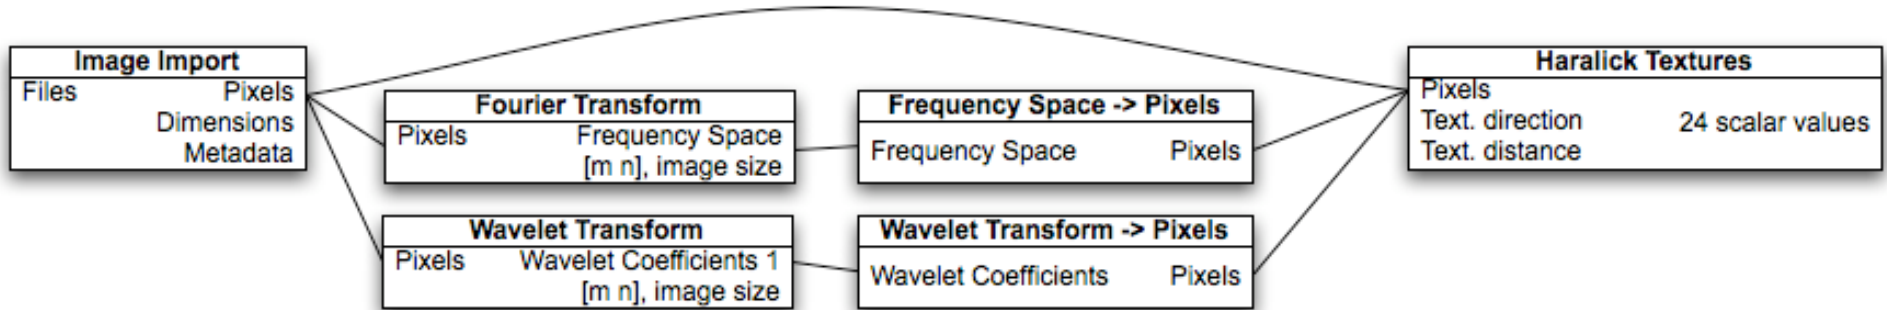 Image Import
Files Pixels
Dimensions
Metadata
Fourier Transform
Pixels Frequency Space
[m n], image size
Wavelet Transform
Pixels Wavelet Coefficients 1
[m n], image size
Frequency Space -> Pixels
Frequency Space Pixels
Wavelet Transform -> Pixels
Wavelet Coefficients Pixels
Haralick Textures
Pixels
Text. direction 24 scalar values
Text. distance